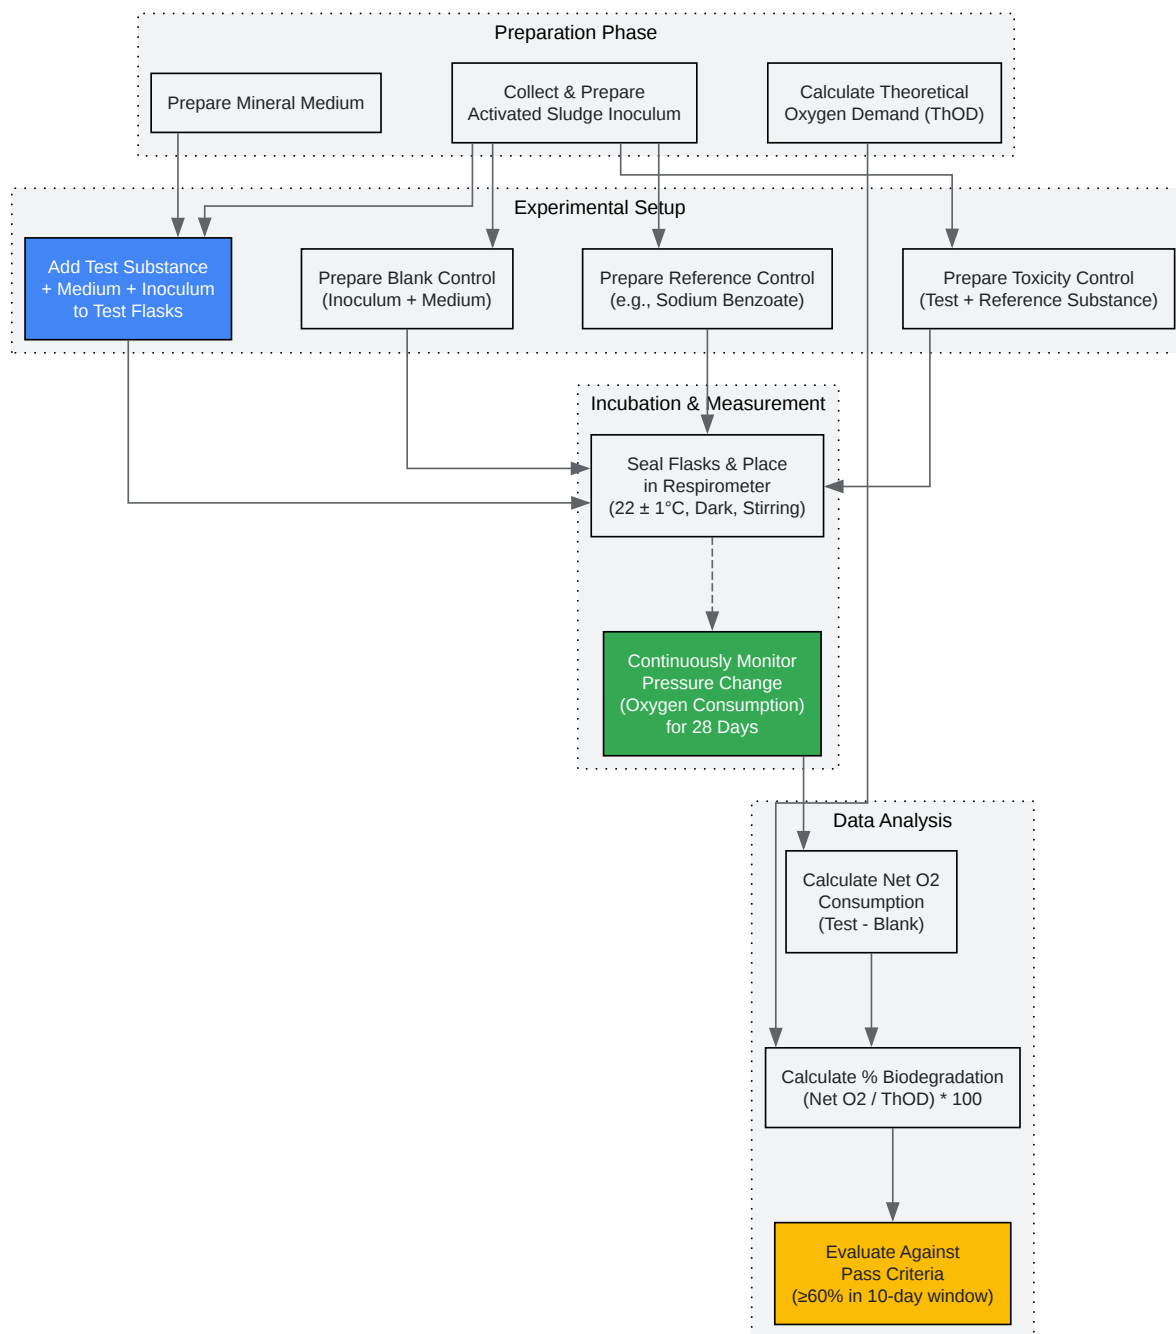 Preparation Phase
Prepare Mineral Medium
Collect & Prepare
Activated Sludge Inoculum
Calculate Theoretical
Oxygen Demand (ThOD)
Experimental Setup
Add Test Substance
+ Medium + Inoculum
to Test Flasks
Prepare Blank Control
(Inoculum + Medium)
Prepare Reference Control
(e.g., Sodium Benzoate)
Prepare Toxicity Control
(Test + Reference Substance)
Incubation & Measurement
Seal Flasks & Place
in Respirometer
(22 ± 1°C, Dark, Stirring)
Continuously Monitor
Pressure Change
(Oxygen Consumption)
for 28 Days
Data Analysis
Calculate Net O2
Consumption
(Test - Blank)
Calculate % Biodegradation
(Net O2 / ThOD) * 100
Evaluate Against
Pass Criteria
(≥60% in 10-day window)